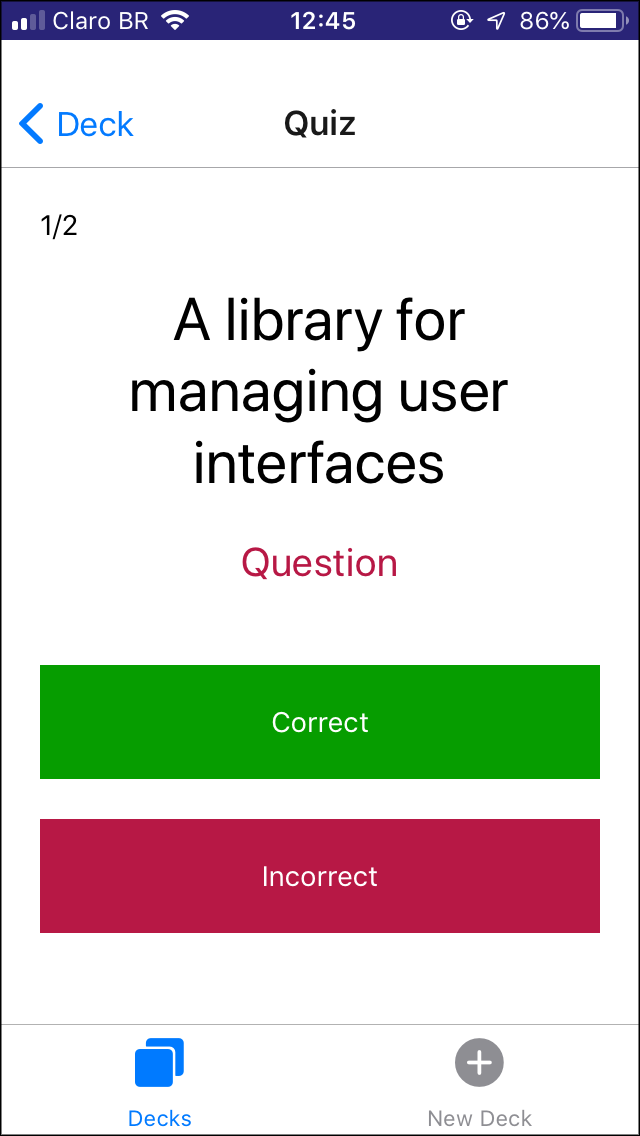 Claro BR 12:45 86%
Deck Quiz
1/2
A library for
managing user
interfaces
Question
Correct
Incorrect
Decks New Deck